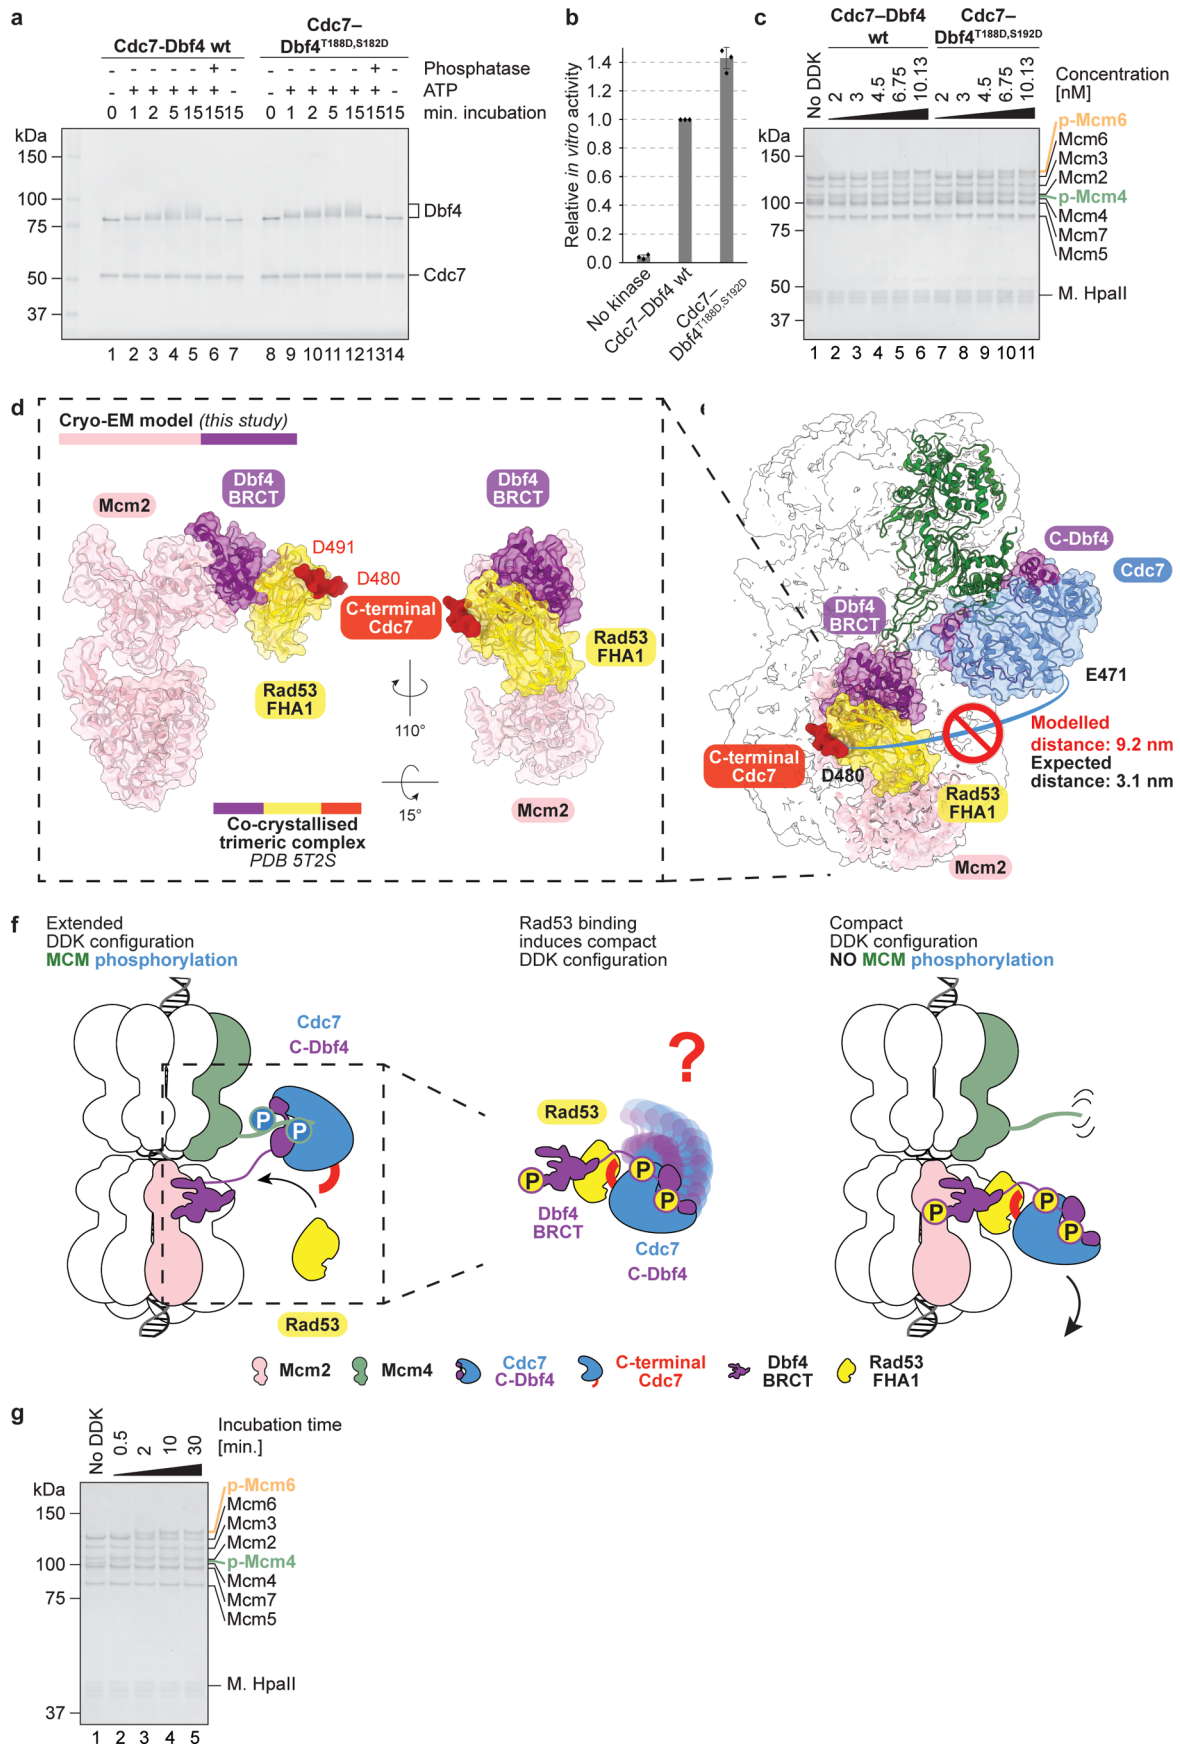 a
Cdc7-Dbf4 wt
Cdc7–
Dbf4T188D,S182D
- - - - - + - - - - - - + - Phosphatase
- + + + + + - - + + + + + - ATP
0 1 2 5 15 15 15 0 1 2 5 15 15 15 min. incubation
kDa
150
100
75
50
37
Dbf4
Cdc7
1 2 3 4 5 6 7 8 9 10 11 12 13 14
b
Relative in vitro activity
1.4
1.2
1.0
0.8
0.6
0.4
0.2
0.0
No kinase
Cdc7–Dbf4 wt
Cdc7–
Dbf4T188D,S192D
c
Cdc7–Dbf4
wt
Cdc7–
Dbf4T188D,S192D
No DDK 2 3 4.5 6.75 10.13 2 3 4.5 6.75 10.13
Concentration
[nM]
kDa
150
100
75
50
37
p-Mcm6
Mcm6
Mcm3
Mcm2
p-Mcm4
Mcm4
Mcm7
Mcm5
M. HpaII
1 2 3 4 5 6 7 8 9 10 11
d
Cryo-EM model (this study)
Mcm2
Dbf4
BRCT
D491
D480
C-terminal
Cdc7
Rad53
FHA1
110°
15°
Dbf4
BRCT
Rad53
FHA1
Mcm2
Co-crystallised
trimeric complex
PDB 5T2S
C-Dbf4
Cdc7
Dbf4
BRCT
E471
Modelled
distance: 9.2 nm
Expected
distance: 3.1 nm
C-terminal
Cdc7
D480
Rad53
FHA1
Mcm2
f
Extended
DDK configuration
MCM phosphorylation
Rad53 binding
induces compact
DDK configuration
Compact
DDK configuration
NO MCM phosphorylation
Cdc7
C-Dbf4
P
P
Rad53
?
Rad53
P
P
P
Dbf4
BRCT
Cdc7
C-Dbf4
P
P
P
Mcm2
Mcm4
Cdc7
C-Dbf4
C-terminal
Cdc7
Dbf4
BRCT
Rad53
FHA1
g
No DDK 0.5 2 10 30
Incubation time
[min.]
kDa
150
100
75
37
p-Mcm6
Mcm6
Mcm3
Mcm2
p-Mcm4
Mcm4
Mcm7
Mcm5
M. HpaII
1 2 3 4 5